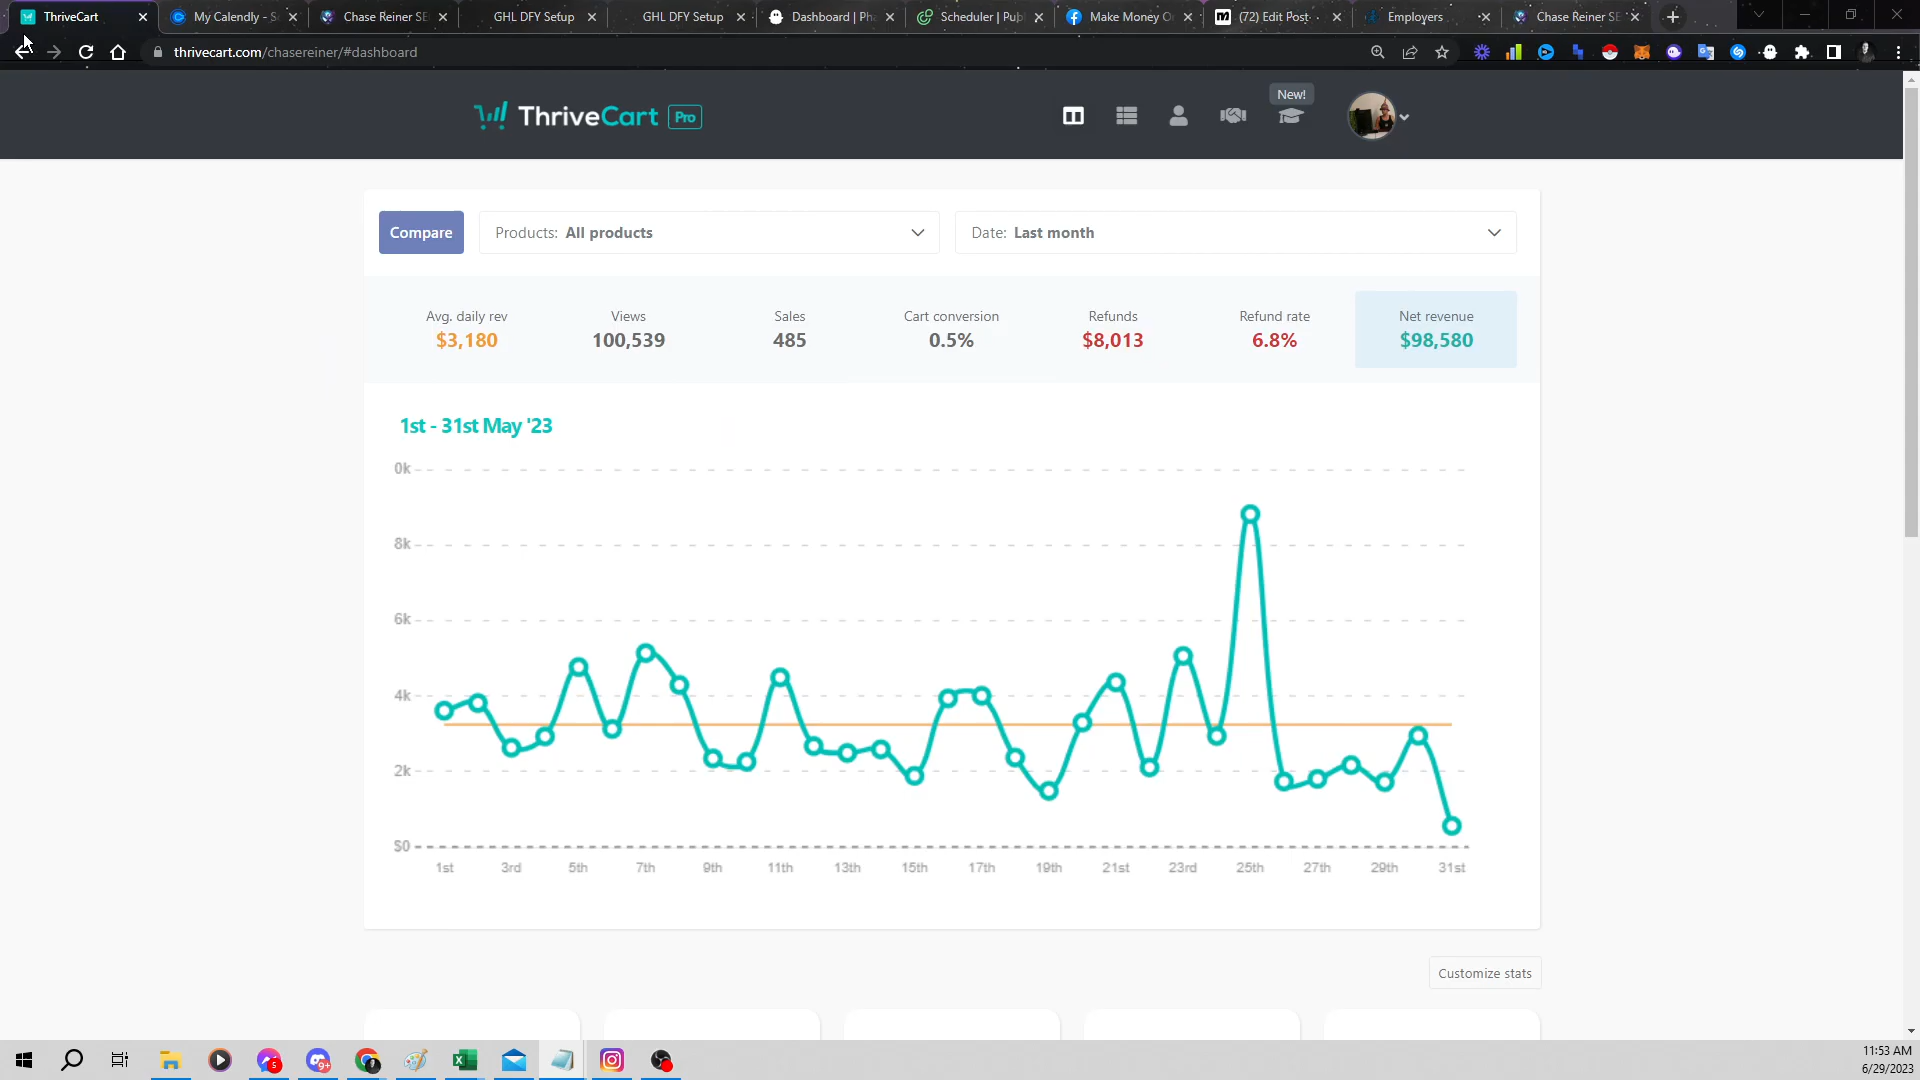 ThriveCart
My Calendly - S
Chase Reiner SE
GHL DFY Setup
GHL DFY Setup
Dashboard | Ph
Scheduler | Publ
Make Money O
(72) Edit Post
Employers
Chase Reiner SE
thrivecart.com/chasereiner/#dashboard
ThriveCart Pro
New!
Compare
Products: All products
Date: Last month
Avg. daily rev
$3,180
Views
100,539
Sales
485
Cart conversion
0.5%
Refunds
$8,013
Refund rate
6.8%
Net revenue
$98,580
1st - 31st May '23
0k
8k
6k
4k
2k
$0
1st 3rd 5th 7th 9th 11th 13th 15th 17th 19th 21st 23rd 25th 27th 29th 31st
Customize stats
5
9+
11:53 AM
6/29/2023